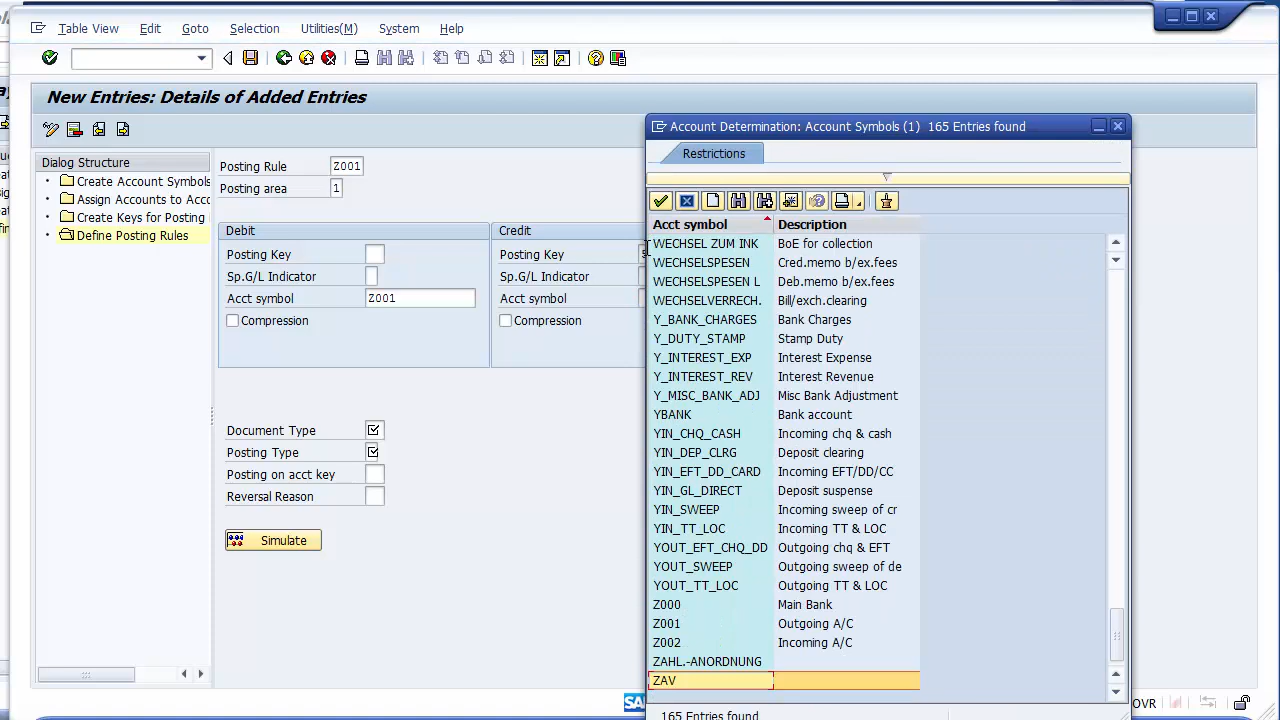 Table View Edit Goto Selection Utilities(M) System Help
New Entries: Details of Added Entries
Dialog Structure
Create Account Symbols
Assign Accounts to Acco
Create Keys for Posting
Define Posting Rules
Posting Rule Z001
Posting area 1
Debit
Posting Key
Sp.G/L Indicator
Acct symbol Z001
Compression
Credit
Posting Key
Sp.G/L Indicator
Acct symbol
Compression
Document Type
Posting Type
Posting on acct key
Reversal Reason
Simulate
Account Determination: Account Symbols (1) 165 Entries found
Restrictions
Acct symbol Description
WECHSEL ZUM INK BoE for collection
WECHSELSPESEN Cred.memo b/ex.fees
WECHSELSPESEN L Deb.memo b/ex.fees
WECHSELVERRECH. Bill/exch.clearing
Y_BANK_CHARGES Bank Charges
Y_DUTY_STAMP Stamp Duty
Y_INTEREST_EXP Interest Expense
Y_INTEREST_REV Interest Revenue
Y_MISC_BANK_ADJ Misc Bank Adjustment
YBANK Bank account
YIN_CHQ_CASH Incoming chq & cash
YIN_DEP_CLRG Deposit clearing
YIN_EFT_DD_CARD Incoming EFT/DD/CC
YIN_GL_DIRECT Deposit suspense
YIN_SWEEP Incoming sweep of cr
YIN_TT_LOC Incoming TT & LOC
YOUT_EFT_CHQ_DD Outgoing chq & EFT
YOUT_SWEEP Outgoing sweep of de
YOUT_TT_LOC Outgoing TT & LOC
Z000 Main Bank
Z001 Outgoing A/C
Z002 Incoming A/C
ZAHL.-ANORDNUNG
ZAV
165 Entries found
OVR